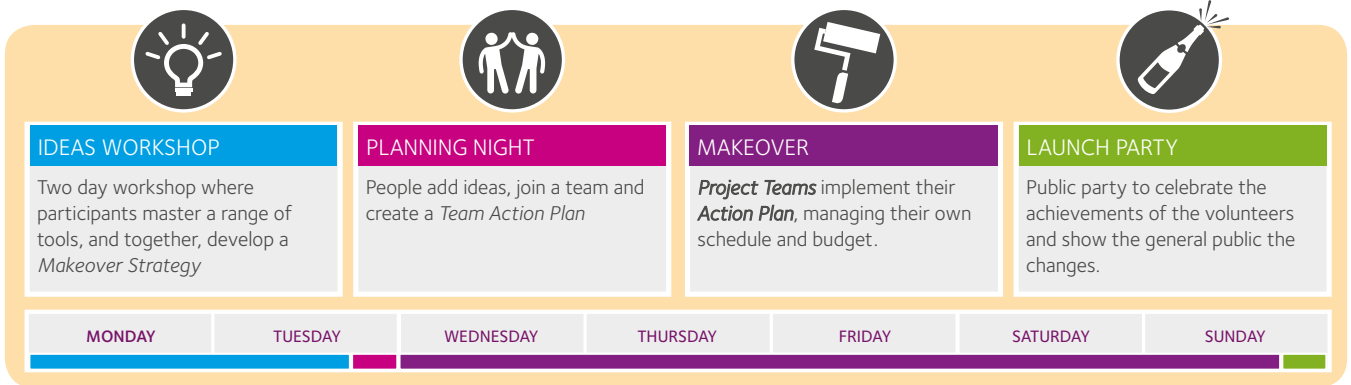 IDEAS WORKSHOP
Two day workshop where
participants master a range of
tools, and together, develop a
Makeover Strategy
PLANNING NIGHT
People add ideas, join a team and
create a Team Action Plan
MAKEOVER
Project Teams implement their
Action Plan, managing their own
schedule and budget.
LAUNCH PARTY
Public party to celebrate the
achievements of the volunteers
and show the general public the
changes.
MONDAY TUESDAY WEDNESDAY THURSDAY FRIDAY SATURDAY SUNDAY